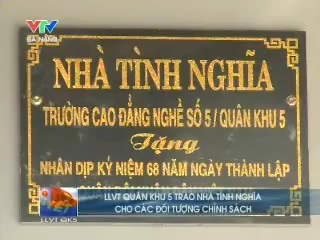 VTV
ĐÀ NẴNG
NHÀ TÌNH NGHĨA
TRƯỜNG CAO ĐẲNG NGHỀ SỐ 5 / QUÂN KHU 5
Tặng
NHÂN DỊP KỶ NIỆM 68 NĂM NGÀY THÀNH LẬP
LLVT QUÂN KHU 5 TRAO NHÀ TÌNH NGHĨA
CHO CÁC ĐỐI TƯỢNG CHÍNH SÁCH
LLVT QK5